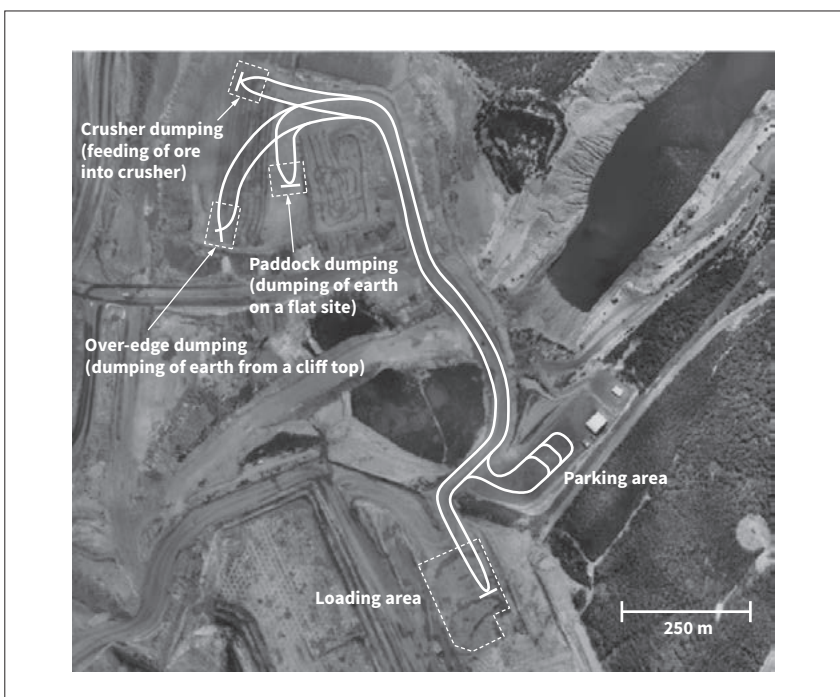 Crusher dumping
(feeding of ore
into crusher)
Paddock dumping
(dumping of earth
on a flat site)
Over-edge dumping
(dumping of earth from a cliff top)
Parking area
Loading area
250 m